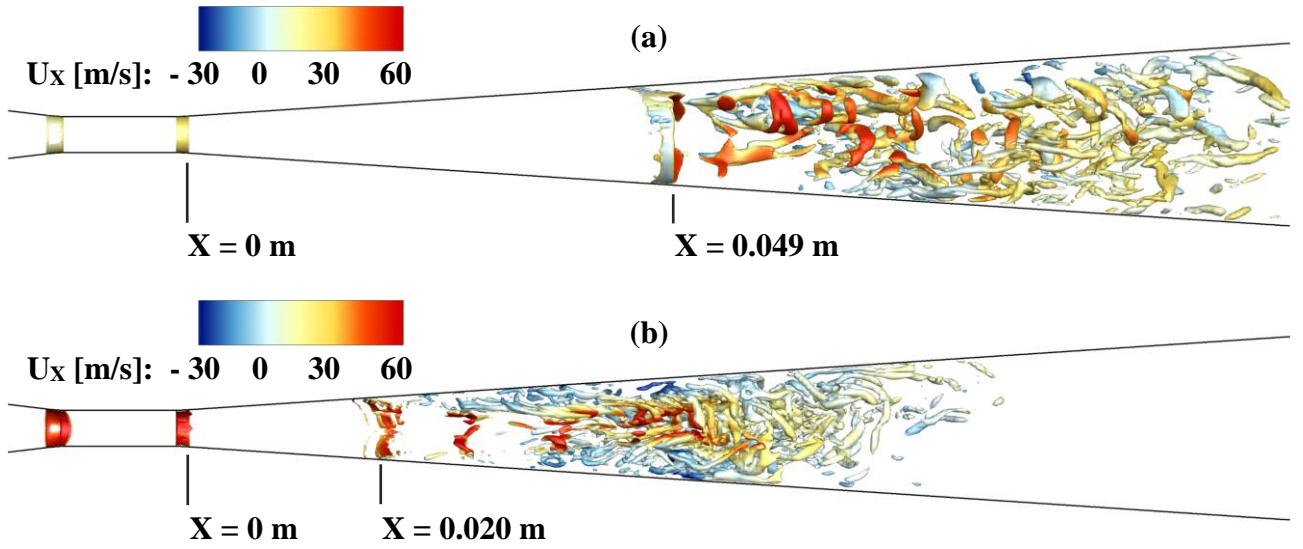 (a)
UX [m/s]: - 30 0 30 60
X = 0 m
X = 0.049 m
(b)
UX [m/s]: - 30 0 30 60
X = 0 m
X = 0.020 m